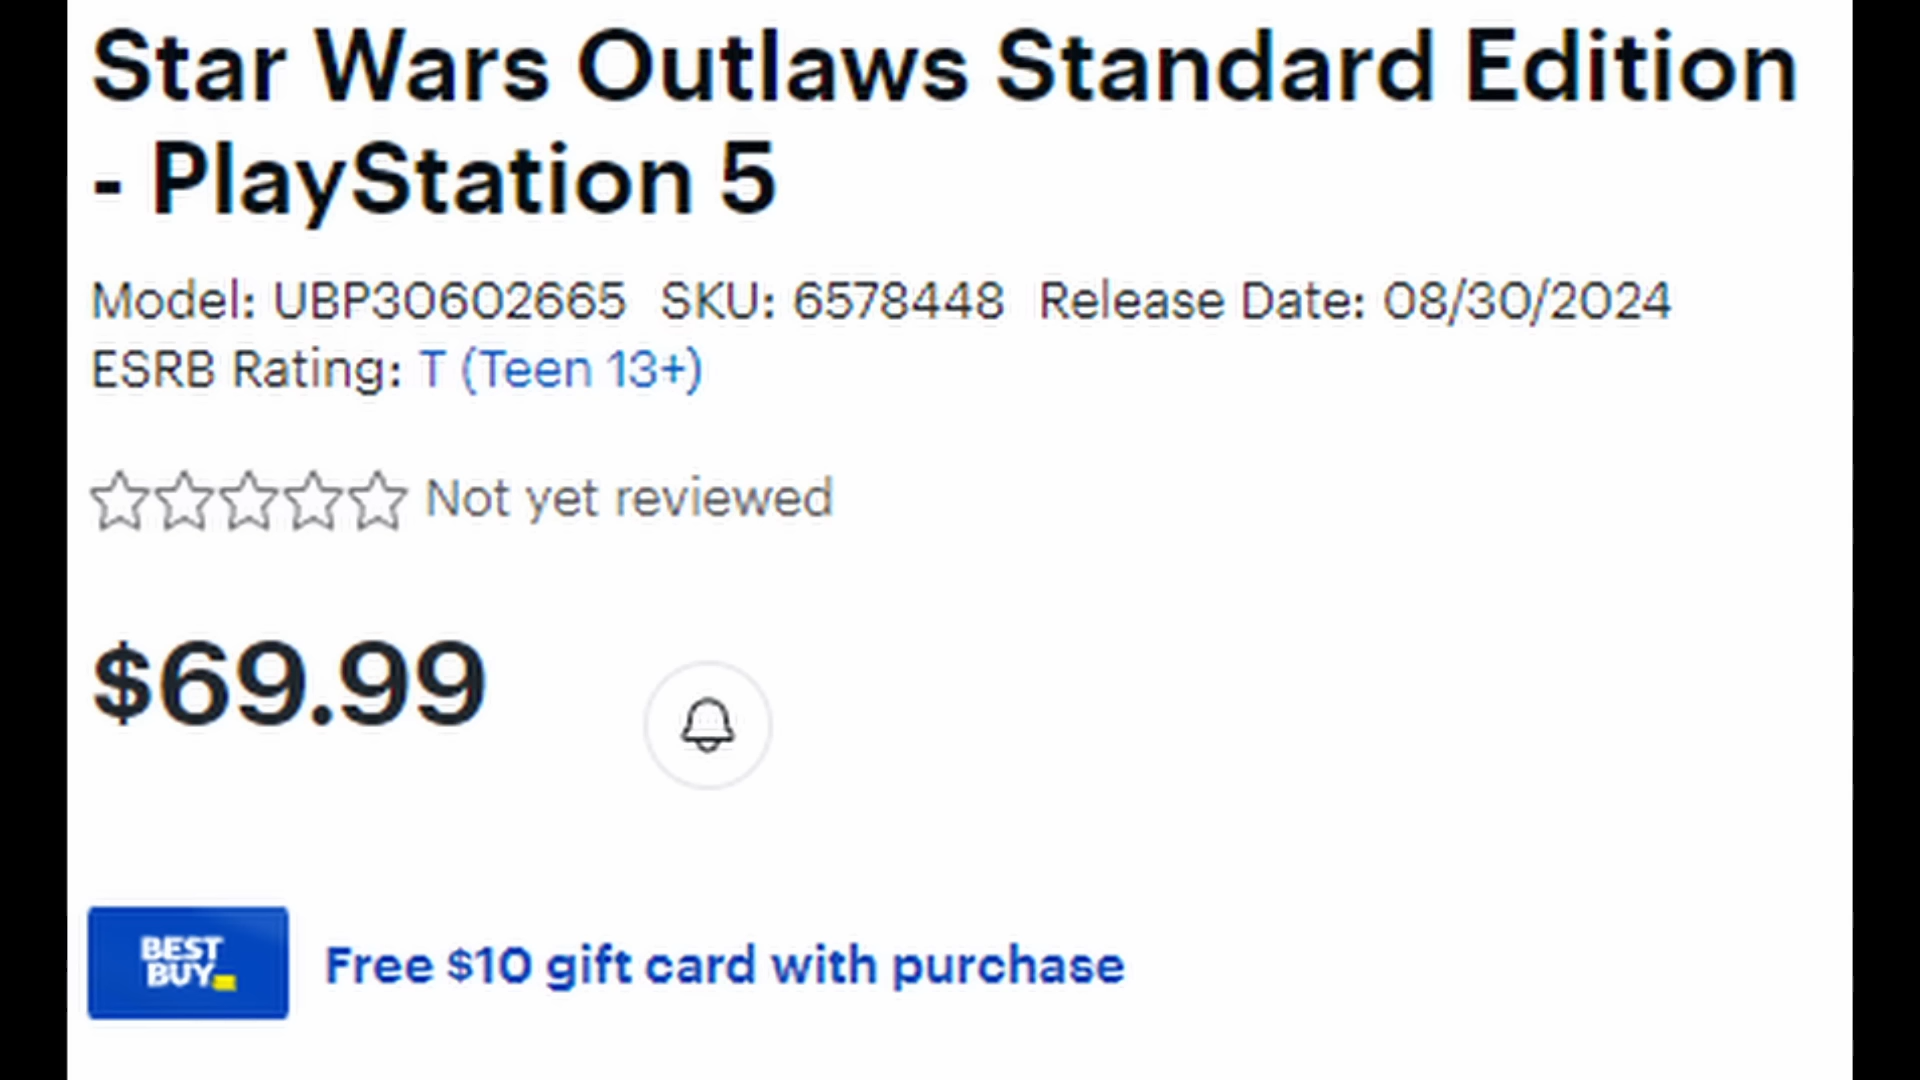 Star Wars Outlaws Standard Edition
- PlayStation 5
Model: UBP30602665 SKU: 6578448 Release Date: 08/30/2024
ESRB Rating: T (Teen 13+)
Not yet reviewed
$69.99
BEST
BUY
Free $10 gift card with purchase